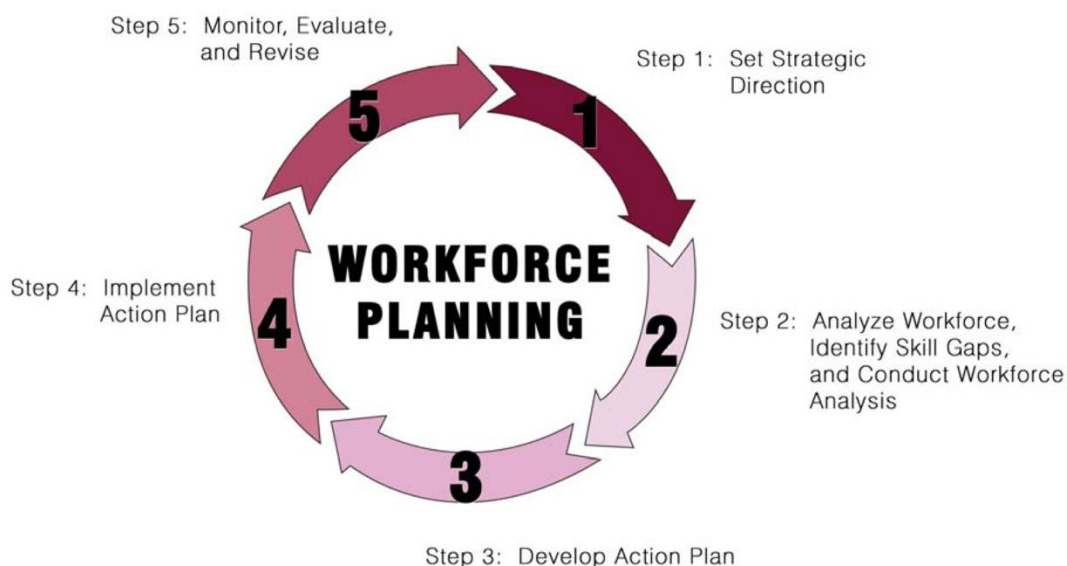 Step 1: Set Strategic
Direction
Step 2: Analyze Workforce,
Identify Skill Gaps,
and Conduct Workforce
Analysis
Step 3: Develop Action Plan
Step 4: Implement
Action Plan
Step 5: Monitor, Evaluate,
and Revise
1
2
3
4
5
WORKFORCE
PLANNING